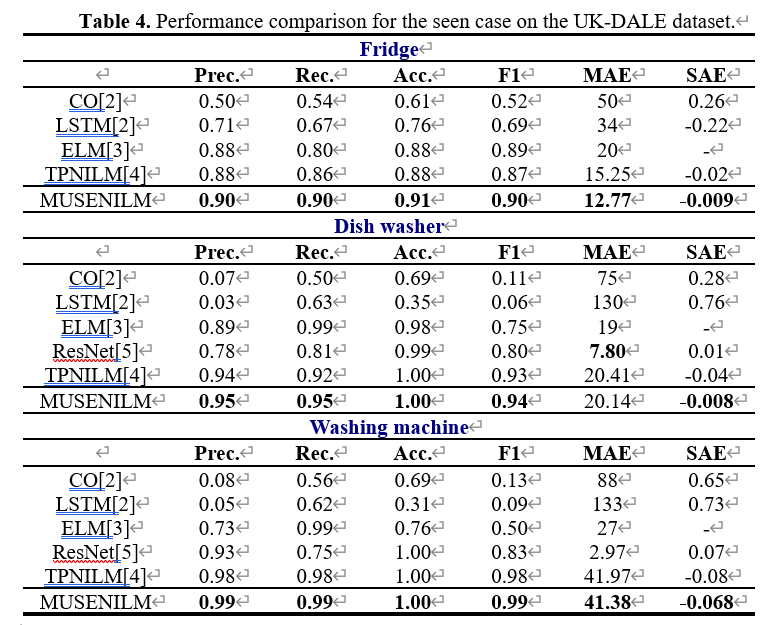 Table 4. Performance comparison for the seen case on the UK-DALE dataset.↵
Fridge↵
↵ Prec.↵ Rec.↵ Acc.↵ F1↵ MAE↵ SAE↵
CO[2]↵ 0.50↵ 0.54↵ 0.61↵ 0.52↵ 50↵ 0.26↵
LSTM[2]↵ 0.71↵ 0.67↵ 0.76↵ 0.69↵ 34↵ -0.22↵
ELM[3]↵ 0.88↵ 0.80↵ 0.88↵ 0.89↵ 20↵ -↵
TPNILM[4]↵ 0.88↵ 0.86↵ 0.88↵ 0.87↵ 15.25↵ -0.02↵
MUSENILM↵ 0.90↵ 0.90↵ 0.91↵ 0.90↵ 12.77↵ -0.009↵
Dish washer↵
↵ Prec.↵ Rec.↵ Acc.↵ F1↵ MAE↵ SAE↵
CO[2]↵ 0.07↵ 0.50↵ 0.69↵ 0.11↵ 75↵ 0.28↵
LSTM[2]↵ 0.03↵ 0.63↵ 0.35↵ 0.06↵ 130↵ 0.76↵
ELM[3]↵ 0.89↵ 0.99↵ 0.98↵ 0.75↵ 19↵ -↵
ResNet[5]↵ 0.78↵ 0.81↵ 0.99↵ 0.80↵ 7.80↵ 0.01↵
TPNILM[4]↵ 0.94↵ 0.92↵ 1.00↵ 0.93↵ 20.41↵ -0.04↵
MUSENILM↵ 0.95↵ 0.95↵ 1.00↵ 0.94↵ 20.14↵ -0.008↵
Washing machine↵
↵ Prec.↵ Rec.↵ Acc.↵ F1↵ MAE↵ SAE↵
CO[2]↵ 0.08↵ 0.56↵ 0.69↵ 0.13↵ 88↵ 0.65↵
LSTM[2]↵ 0.05↵ 0.62↵ 0.31↵ 0.09↵ 133↵ 0.73↵
ELM[3]↵ 0.73↵ 0.99↵ 0.76↵ 0.50↵ 27↵ -↵
ResNet[5]↵ 0.93↵ 0.75↵ 1.00↵ 0.83↵ 2.97↵ 0.07↵
TPNILM[4]↵ 0.98↵ 0.98↵ 1.00↵ 0.98↵ 41.97↵ -0.08↵
MUSENILM↵ 0.99↵ 0.99↵ 1.00↵ 0.99↵ 41.38↵ -0.068↵